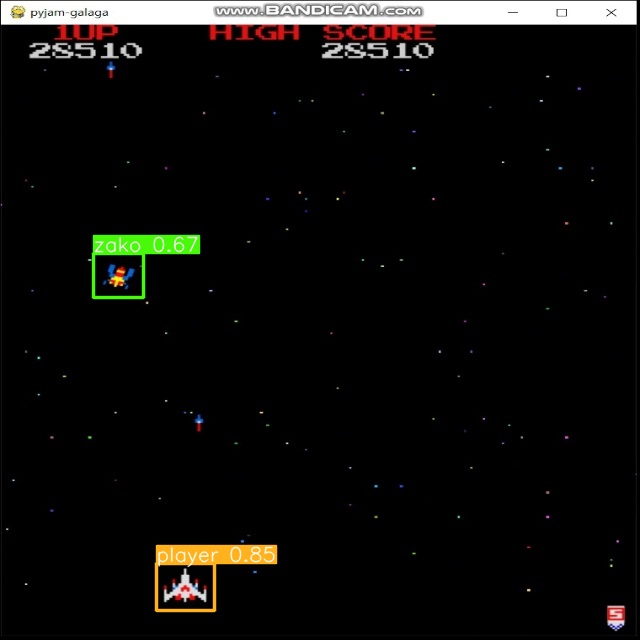 pyjam-galaga
www.BANDICAM.com
1UP HIGH SCORE
28510 28510
zako 0.67
player 0.85
5